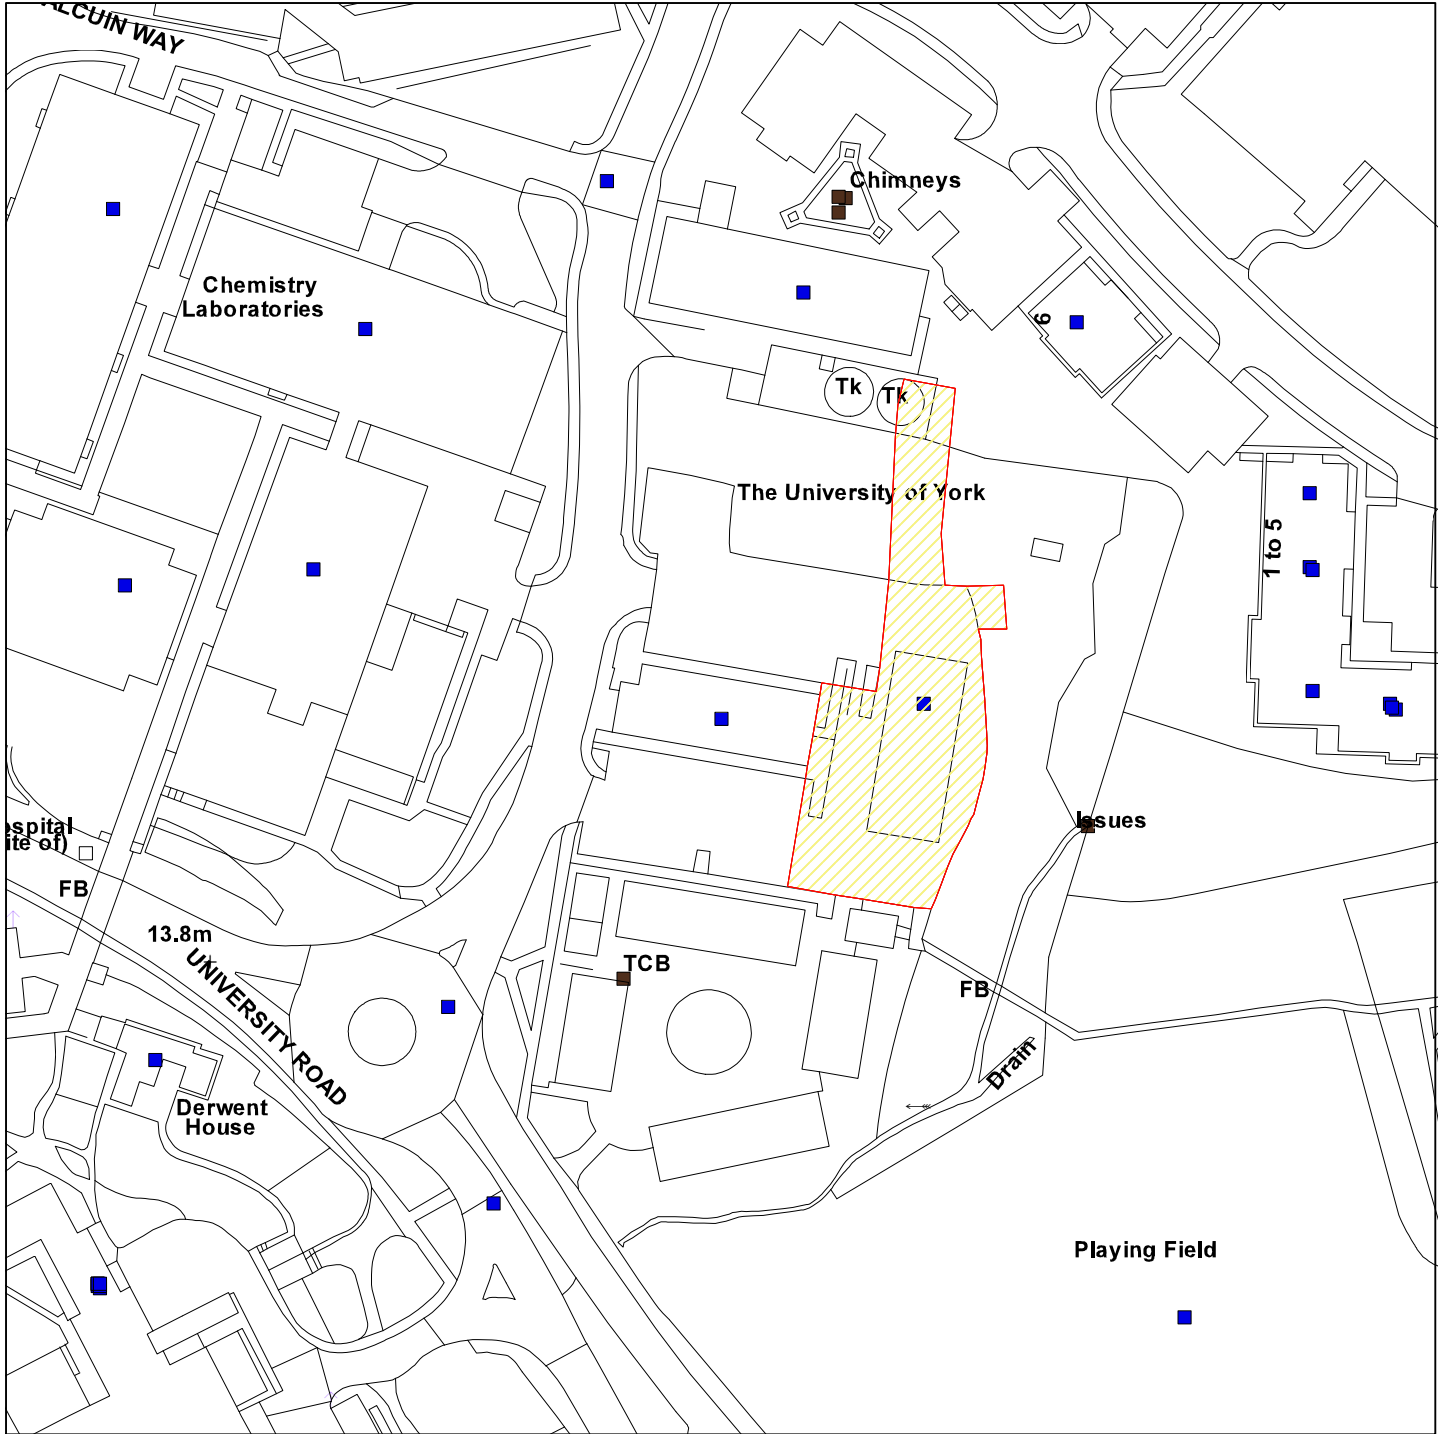 ALCUIN WAY
Chimneys
Chemistry
Laboratories
6
Tk
Tk
The University of York
1 to 5
Issues
ospital
ite of)
FB
13.8m
UNIVERSITY ROAD
TCB
FB
Drain
Derwent
House
Playing Field